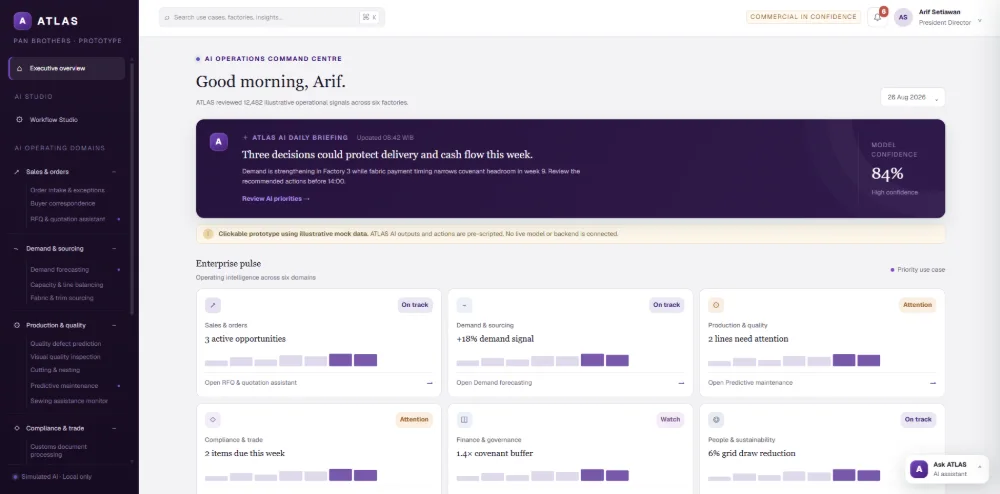 A ATLAS
PAN BROTHERS · PROTOTYPE
Executive overview
AI STUDIO
Workflow Studio
AI OPERATING DOMAINS
Sales & orders
Order intake & exceptions
Buyer correspondence
RFQ & quotation assistant
Demand & sourcing
Demand forecasting
Capacity & line balancing
Fabric & trim sourcing
Production & quality
Quality defect prediction
Visual quality inspection
Cutting & nesting
Predictive maintenance
Sewing assistance monitor
Compliance & trade
Customs document
processing
Simulated AI · Local only
Search use cases, factories, insights...
⌘ K
COMMERCIAL IN CONFIDENCE
6
AS
Arif Setiawan
President Director
AI OPERATIONS COMMAND CENTRE
Good morning, Arif.
ATLAS reviewed 12,482 illustrative operational signals across six factories.
26 Aug 2026
A
ATLAS AI DAILY BRIEFING · Updated 08:42 WIB
Three decisions could protect delivery and cash flow this week.
Demand is strengthening in Factory 3 while fabric payment timing narrows covenant headroom in week 9. Review the
recommended actions before 14:00.
Review AI priorities →
MODEL
CONFIDENCE
84%
High confidence
Clickable prototype using illustrative mock data. ATLAS AI outputs and actions are pre-scripted. No live model or backend is connected.
Enterprise pulse
Operating intelligence across six domains
Priority use case
On track
Sales & orders
3 active opportunities
Open RFQ & quotation assistant →
On track
Demand & sourcing
+18% demand signal
Open Demand forecasting →
Attention
Production & quality
2 lines need attention
Open Predictive maintenance →
Attention
Compliance & trade
2 items due this week
Watch
Finance & governance
1.4× covenant buffer
On track
People & sustainability
6% grid draw reduction
A
Ask ATLAS
AI assistant